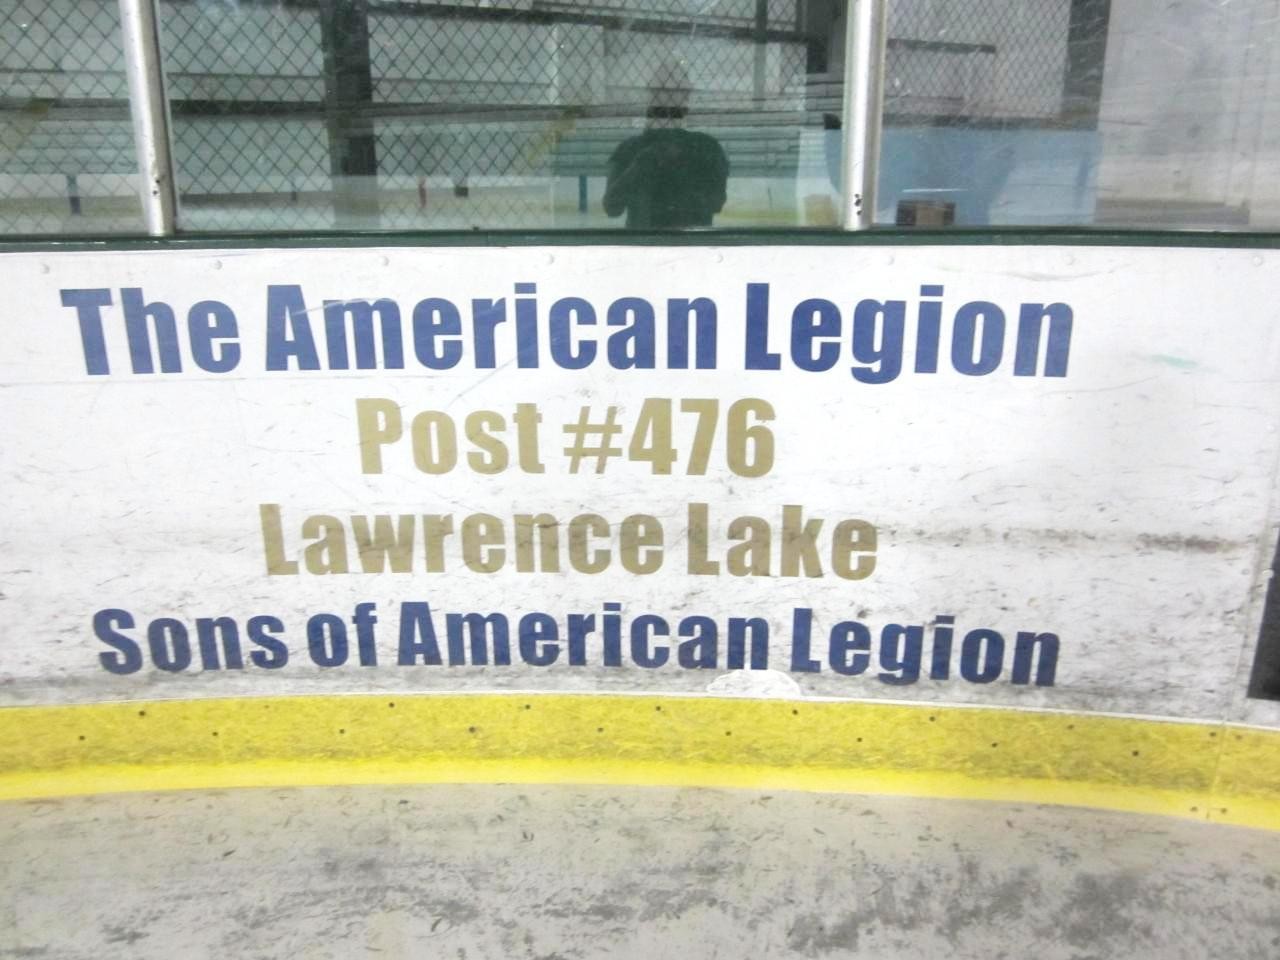 The American Legion
Post #476
Lawrence Lake
Sons of American Legion